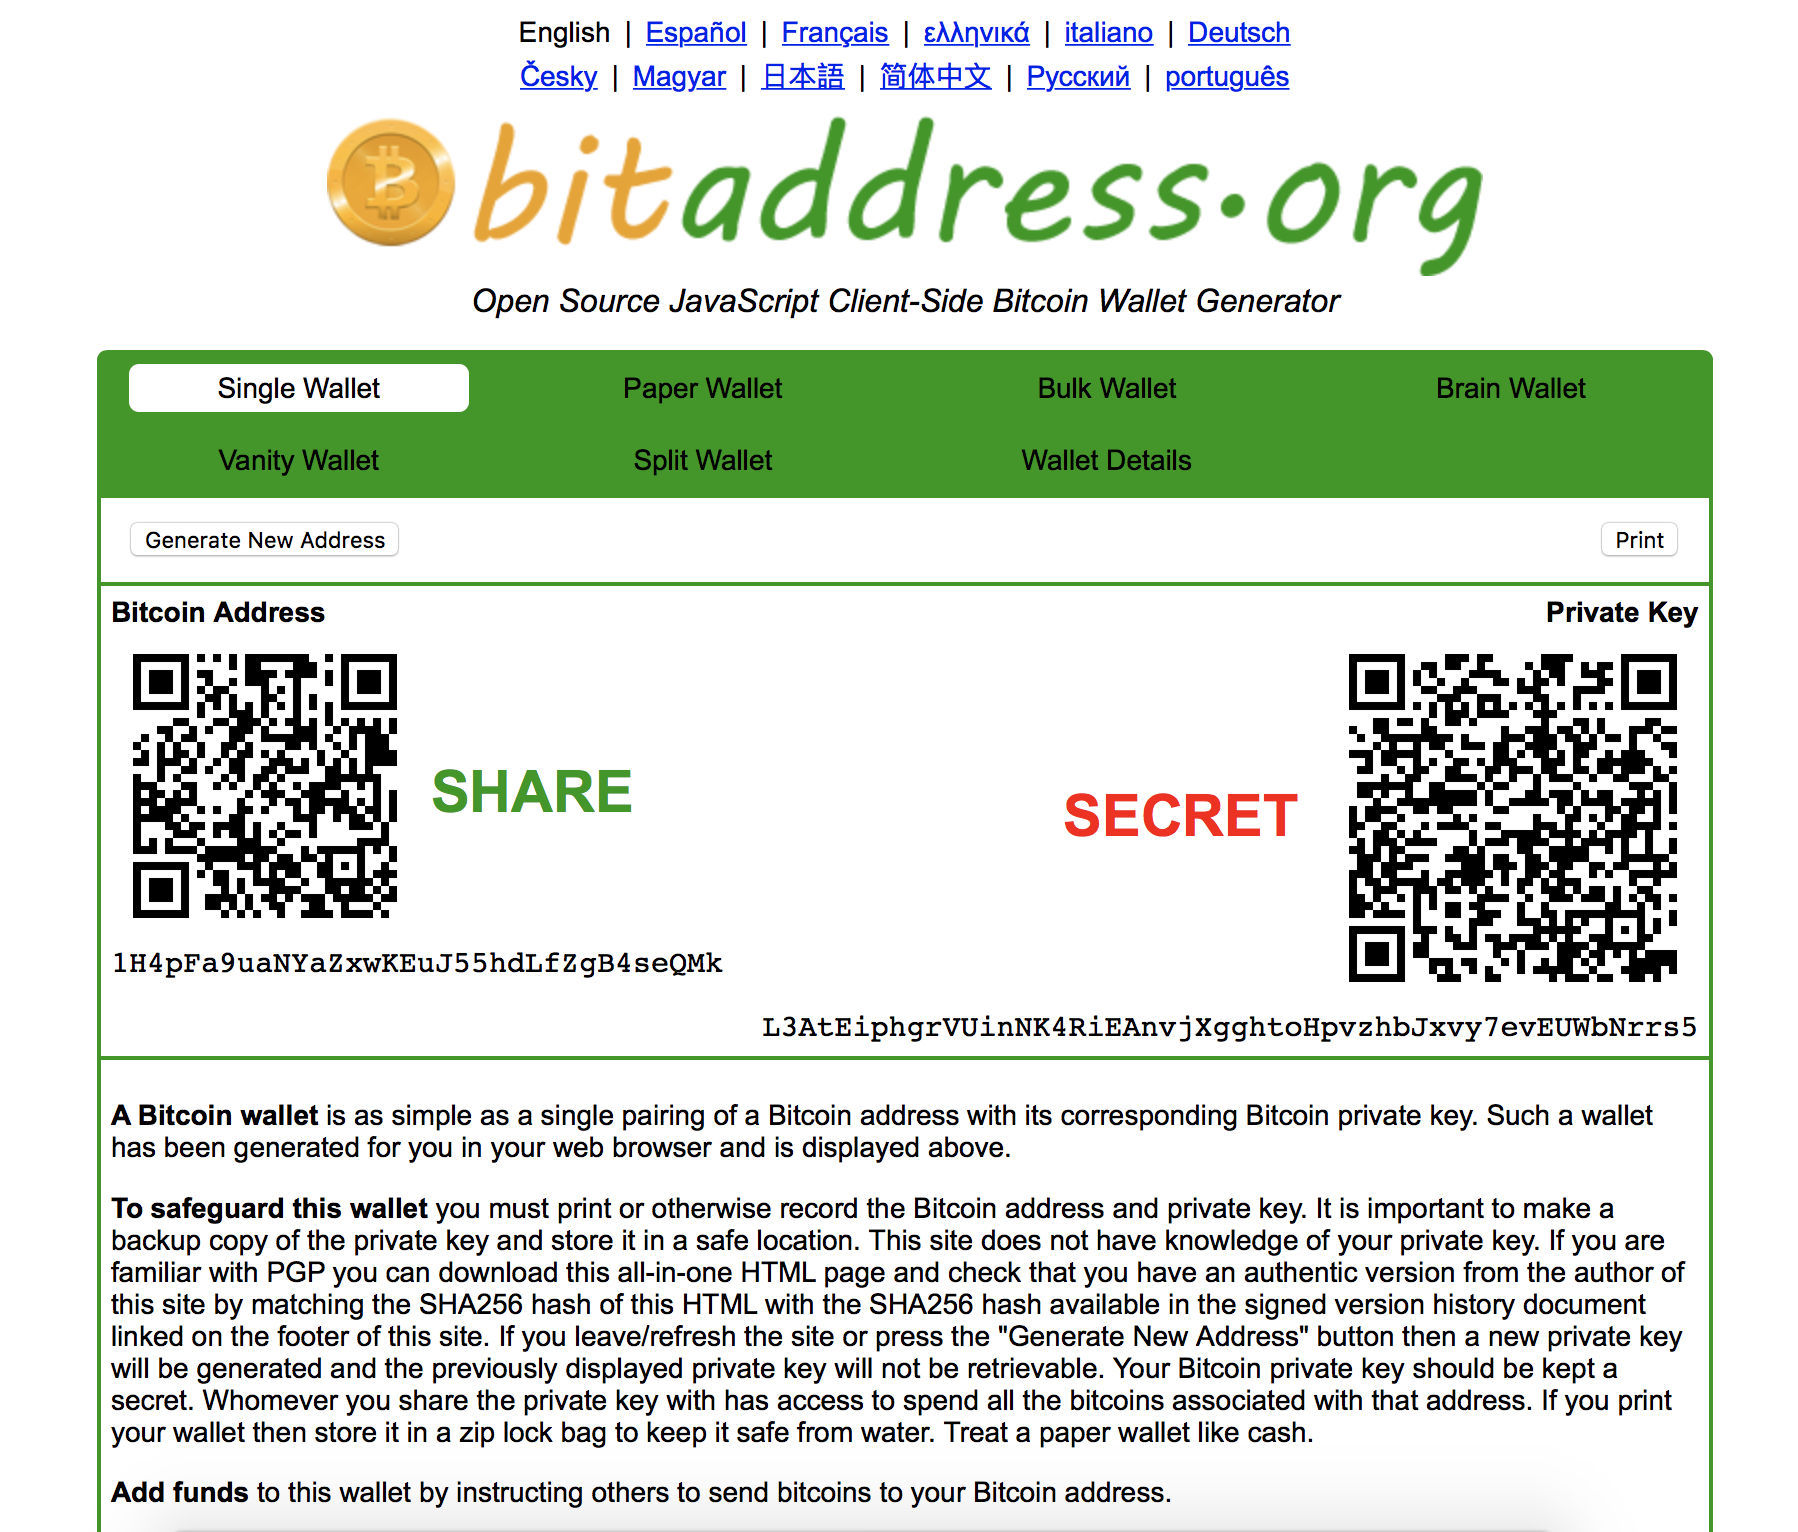 English | Español | Français | ελληνικά | italiano | Deutsch
Česky | Magyar | 日本語 | 简体中文 | Русский | português
bitaddress.org
Open Source JavaScript Client-Side Bitcoin Wallet Generator
Single Wallet Paper Wallet Bulk Wallet Brain Wallet
Vanity Wallet Split Wallet Wallet Details
Generate New Address Print
Bitcoin Address Private Key
SHARE
SECRET
1H4pFa9uaNYaZxwKEuJ55hdLfZgB4seQMk
L3AtEiphgrVUinNK4RiEAnvjXgghtoHpvzhbJxvy7evEUWbNrrs5
A Bitcoin wallet is as simple as a single pairing of a Bitcoin address with its corresponding Bitcoin private key. Such a wallet
has been generated for you in your web browser and is displayed above.
To safeguard this wallet you must print or otherwise record the Bitcoin address and private key. It is important to make a
backup copy of the private key and store it in a safe location. This site does not have knowledge of your private key. If you are
familiar with PGP you can download this all-in-one HTML page and check that you have an authentic version from the author of
this site by matching the SHA256 hash of this HTML with the SHA256 hash available in the signed version history document
linked on the footer of this site. If you leave/refresh the site or press the "Generate New Address" button then a new private key
will be generated and the previously displayed private key will not be retrievable. Your Bitcoin private key should be kept a
secret. Whomever you share the private key with has access to spend all the bitcoins associated with that address. If you print
your wallet then store it in a zip lock bag to keep it safe from water. Treat a paper wallet like cash.
Add funds to this wallet by instructing others to send bitcoins to your Bitcoin address.